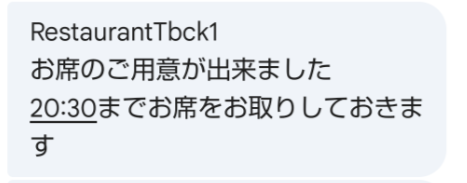 RestaurantTbck1
お席のご用意が出来ました
20:30までお席をお取りしておきま
す